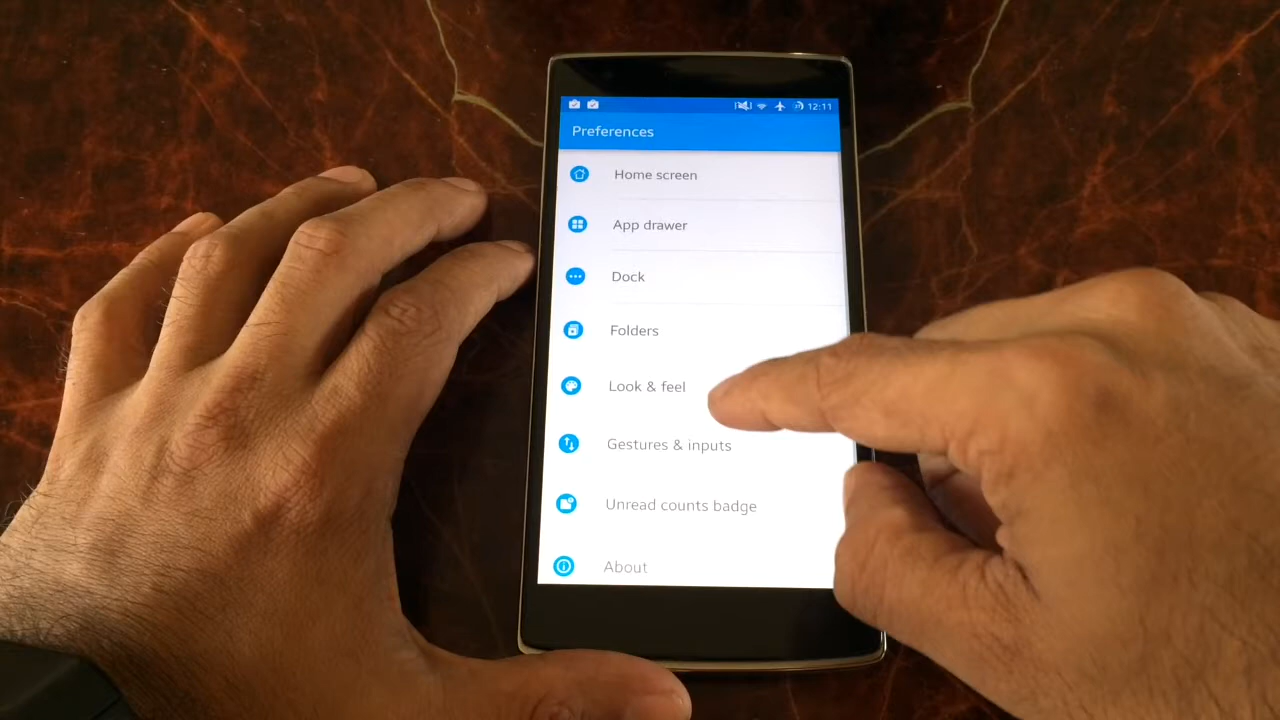 12:11
Preferences
Home screen
App drawer
Dock
Folders
Look & feel
Gestures & inputs
Unread counts badge
About